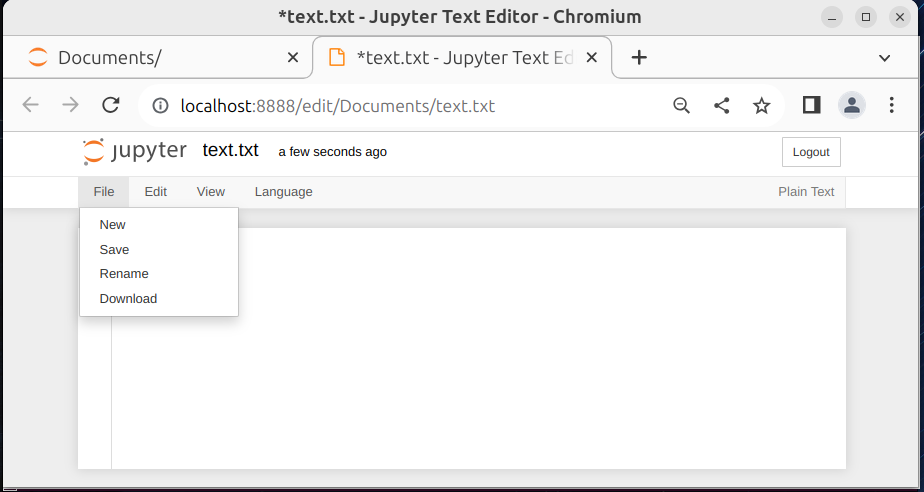 *text.txt - Jupyter Text Editor - Chromium
Documents/
*text.txt - Jupyter Text Ed
localhost:8888/edit/Documents/text.txt
jupyter text.txt a few seconds ago Logout
File Edit View Language Plain Text
New
Save
Rename
Download